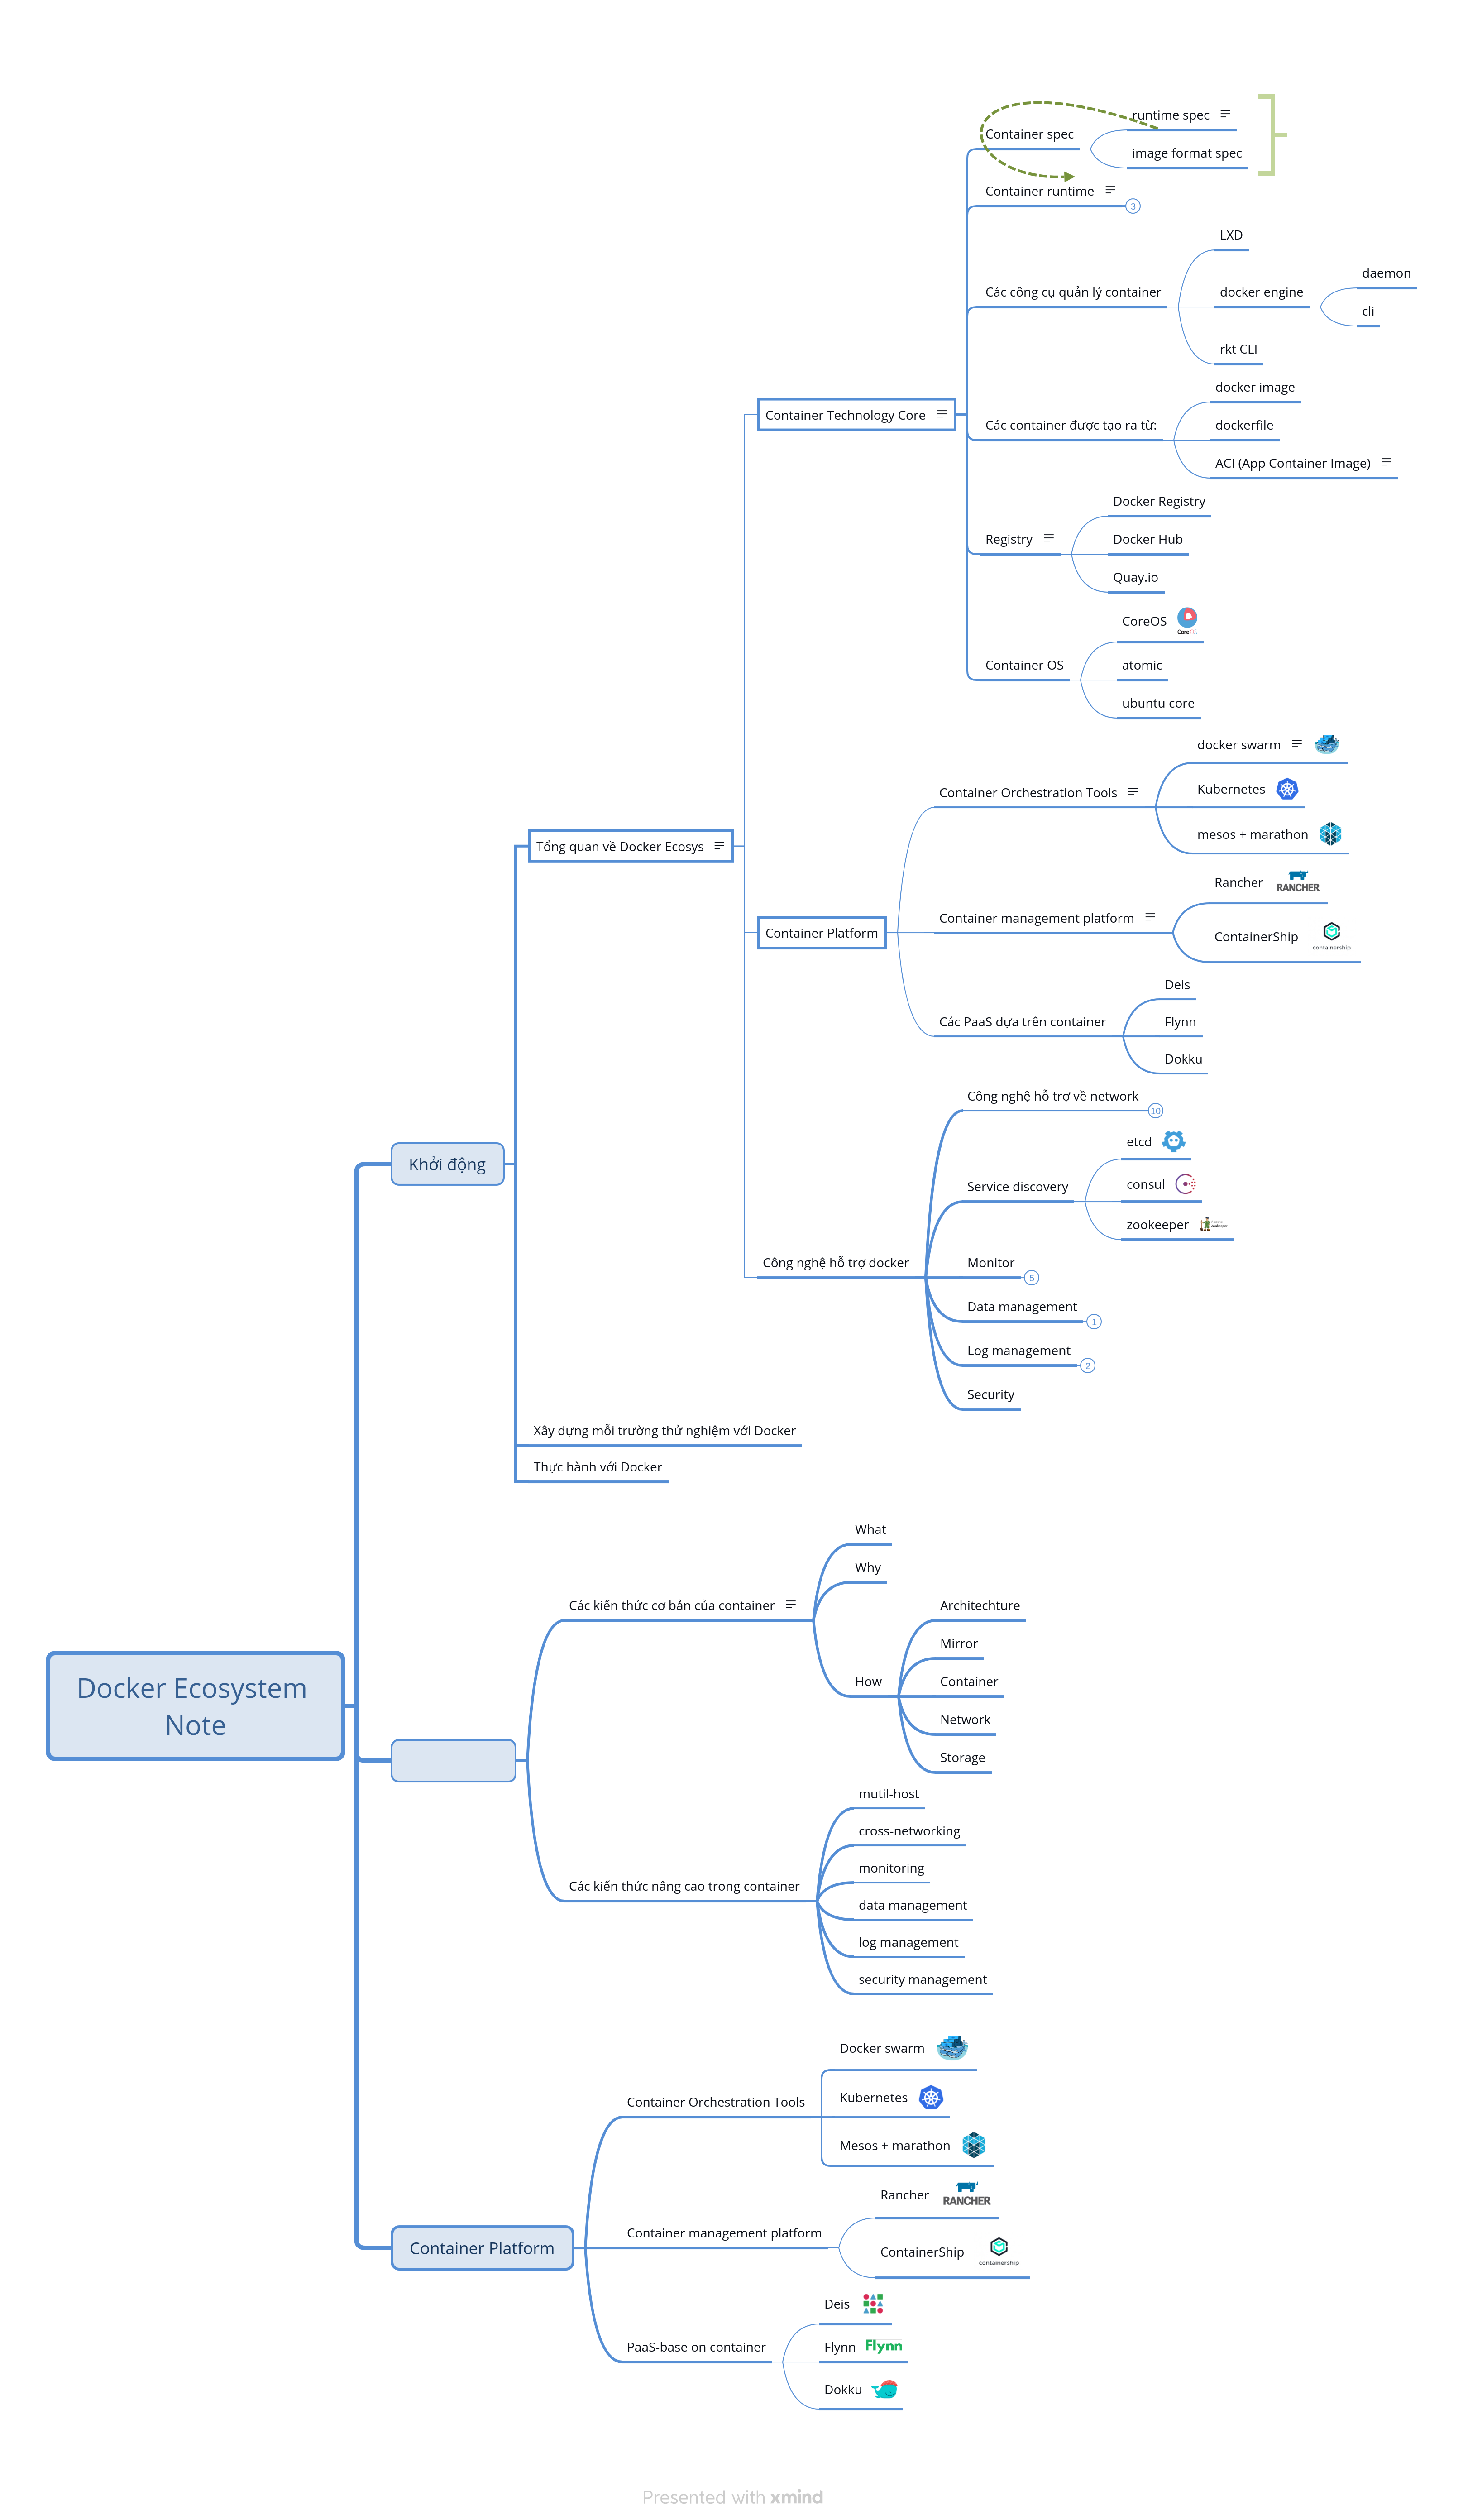 runtime spec
Container spec
image format spec
Container runtime
3
LXD
daemon
Các công cụ quản lý container
docker engine
cli
rkt CLI
docker image
Container Technology Core
Các container được tạo ra từ:
dockerfile
ACI (App Container Image)
Docker Registry
Registry
Docker Hub
Quay.io
CoreOS
CoreOS
Container OS
atomic
ubuntu core
docker swarm
Container Orchestration Tools
Kubernetes
mesos + marathon
Tổng quan về Docker Ecosys
Rancher
RANCHER
Container Platform
Container management platform
ContainerShip
containership
Deis
Các PaaS dựa trên container
Flynn
Dokku
Công nghệ hỗ trợ về network
10
Khởi động
etcd
Service discovery
consul
zookeeper
Công nghệ hỗ trợ docker
Monitor
5
Data management
1
Log management
2
Security
Xây dựng mỗi trường thử nghiệm với Docker
Thực hành với Docker
What
Why
Các kiến thức cơ bản của container
Architechture
Mirror
How
Container
Network
Storage
Docker Ecosystem
Note
mutil-host
cross-networking
monitoring
Các kiến thức nâng cao trong container
data management
log management
security management
Docker swarm
Container Orchestration Tools
Kubernetes
Mesos + marathon
Rancher
RANCHER
Container management platform
Container Platform
ContainerShip
containership
Deis
PaaS-base on container
Flynn
Flynn
Dokku
Presented with xmind